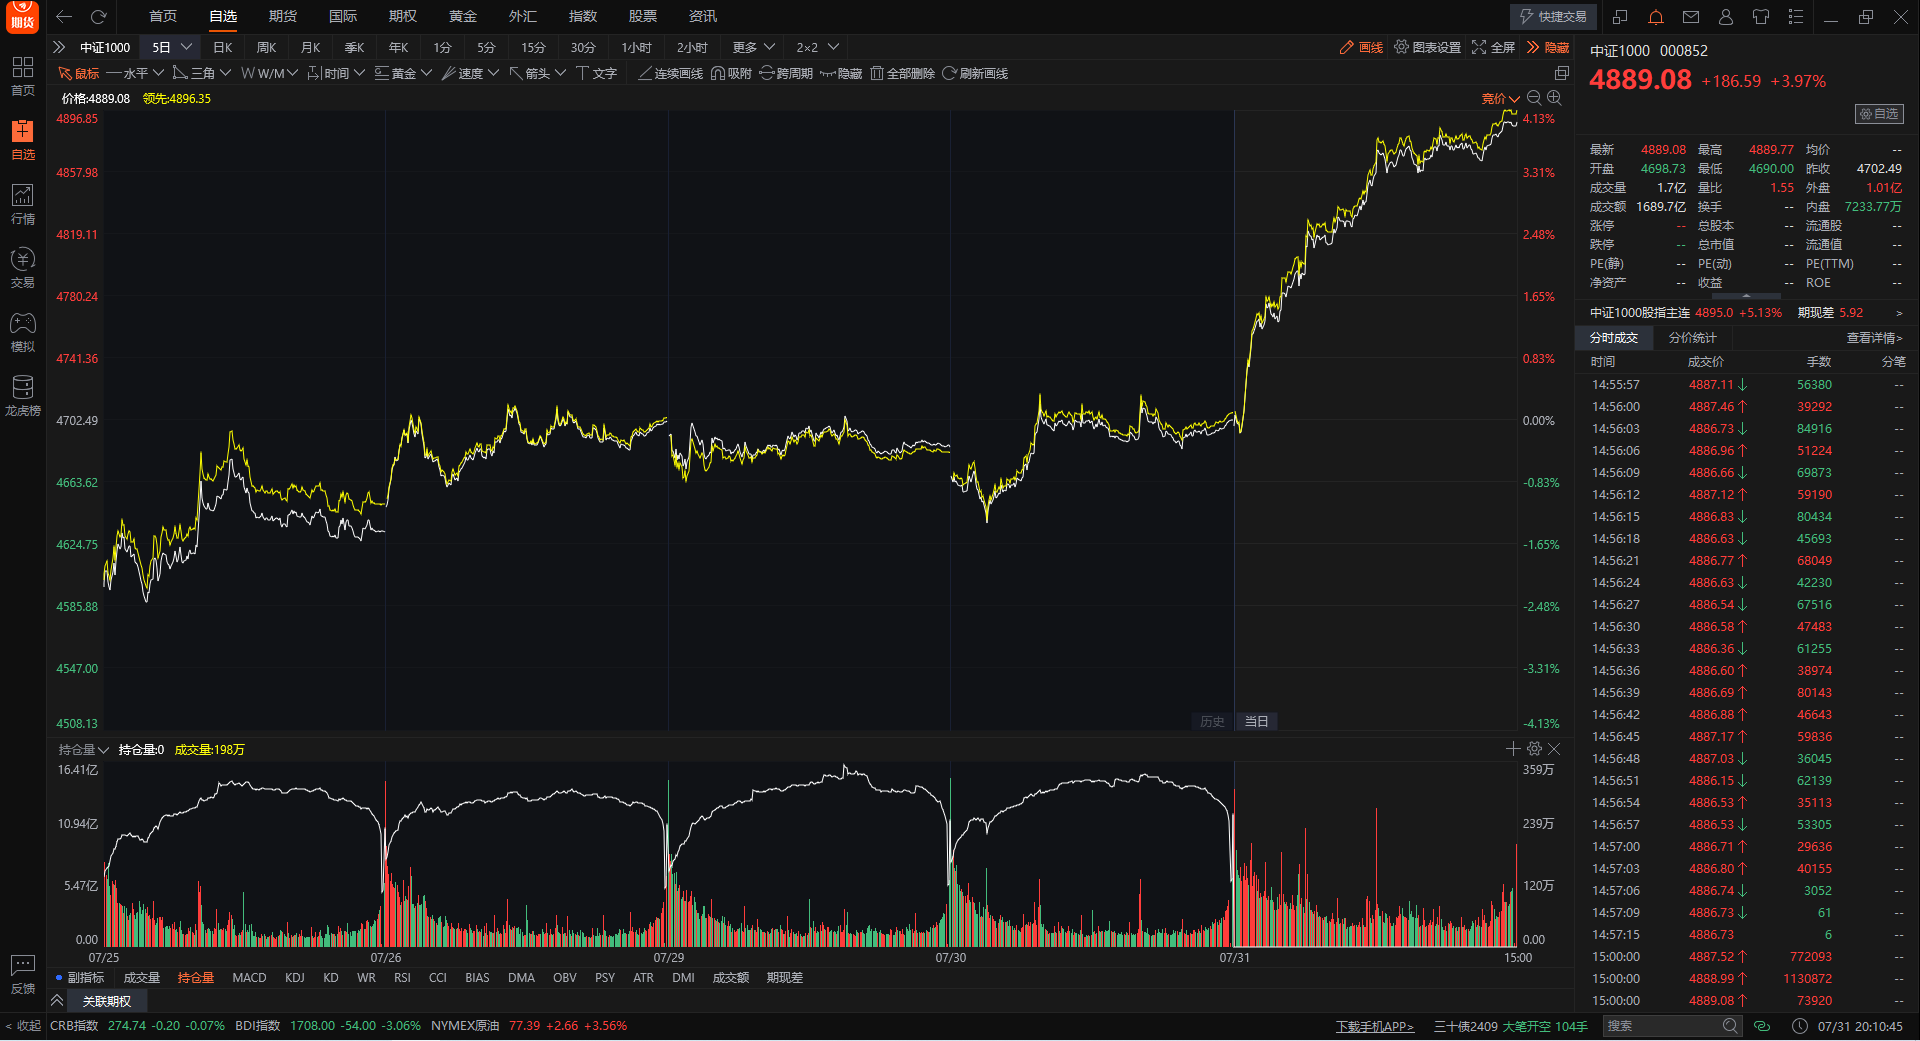 期货 首页 自选 期货 国际 期权 黄金 外汇 指数 股票 资讯 快捷交易
中证1000 5日 日K 周K 月K 季K 年K 1分 5分 15分 30分 1小时 2小时 更多 2×2 画线 图表设置 全屏 隐藏
鼠标 水平 三角 W/M 时间 黄金 速度 箭头 文字 连续画线 吸附 跨周期 隐藏 全部删除 刷新画线
首页
自选
行情
交易
模拟
龙虎榜
反馈
< 收起
价格:4889.08 领先:4896.35 竞价
4896.85 4.13%
4857.98 3.31%
4819.11 2.48%
4780.24 1.65%
4741.36 0.83%
4702.49 0.00%
4663.62 -0.83%
4624.75 -1.65%
4585.88 -2.48%
4547.00 -3.31%
4508.13 历史 当日 -4.13%
持仓量 持仓量:0 成交量:198万
16.41亿 359万
10.94亿 239万
5.47亿 120万
0.00 0.00
07/25 07/26 07/29 07/30 07/31 15:00
副指标 成交量 持仓量 MACD KDJ KD WR RSI CCI BIAS DMA OBV PSY ATR DMI 成交额 期现差
关联期权
中证1000 000852
4889.08 +186.59 +3.97%
自选
最新 4889.08 最高 4889.77 均价 --
开盘 4698.73 最低 4690.00 昨收 4702.49
成交量 1.7亿 量比 1.55 外盘 1.01亿
成交额 1689.7亿 换手 -- 内盘 7233.77万
涨停 -- 总股本 -- 流通股 --
跌停 -- 总市值 -- 流通值 --
PE(静) -- PE(动) -- PE(TTM) --
净资产 -- 收益 -- ROE --
中证1000股指主连 4895.0 +5.13% 期现差 5.92 >
分时成交 分价统计 查看详情>
时间 成交价 手数 分笔
14:55:57 4887.11↓ 56380 --
14:56:00 4887.46↑ 39292 --
14:56:03 4886.73↓ 84916 --
14:56:06 4886.96↑ 51224 --
14:56:09 4886.66↓ 69873 --
14:56:12 4887.12↑ 59190 --
14:56:15 4886.83↓ 80434 --
14:56:18 4886.63↓ 45693 --
14:56:21 4886.77↑ 68049 --
14:56:24 4886.63↓ 42230 --
14:56:27 4886.54↓ 67516 --
14:56:30 4886.58↑ 47483 --
14:56:33 4886.36↓ 61255 --
14:56:36 4886.60↑ 38974 --
14:56:39 4886.69↑ 80143 --
14:56:42 4886.88↑ 46643 --
14:56:45 4887.17↑ 59836 --
14:56:48 4887.03↓ 36045 --
14:56:51 4886.15↓ 62139 --
14:56:54 4886.53↑ 35113 --
14:56:57 4886.53↓ 53305 --
14:57:00 4886.71↑ 29636 --
14:57:03 4886.80↑ 40155 --
14:57:06 4886.74↓ 3052 --
14:57:09 4886.73↓ 61 --
14:57:15 4886.73 6 --
15:00:00 4887.52↑ 772093 --
15:00:00 4888.99↑ 1130872 --
15:00:00 4889.08↑ 73920 --
CRB指数 274.74 -0.20 -0.07% BDI指数 1708.00 -54.00 -3.06% NYMEX原油 77.39 +2.66 +3.56% 下载手机APP> 三十债2409 大笔开空 104手 搜索 07/31 20:10:45